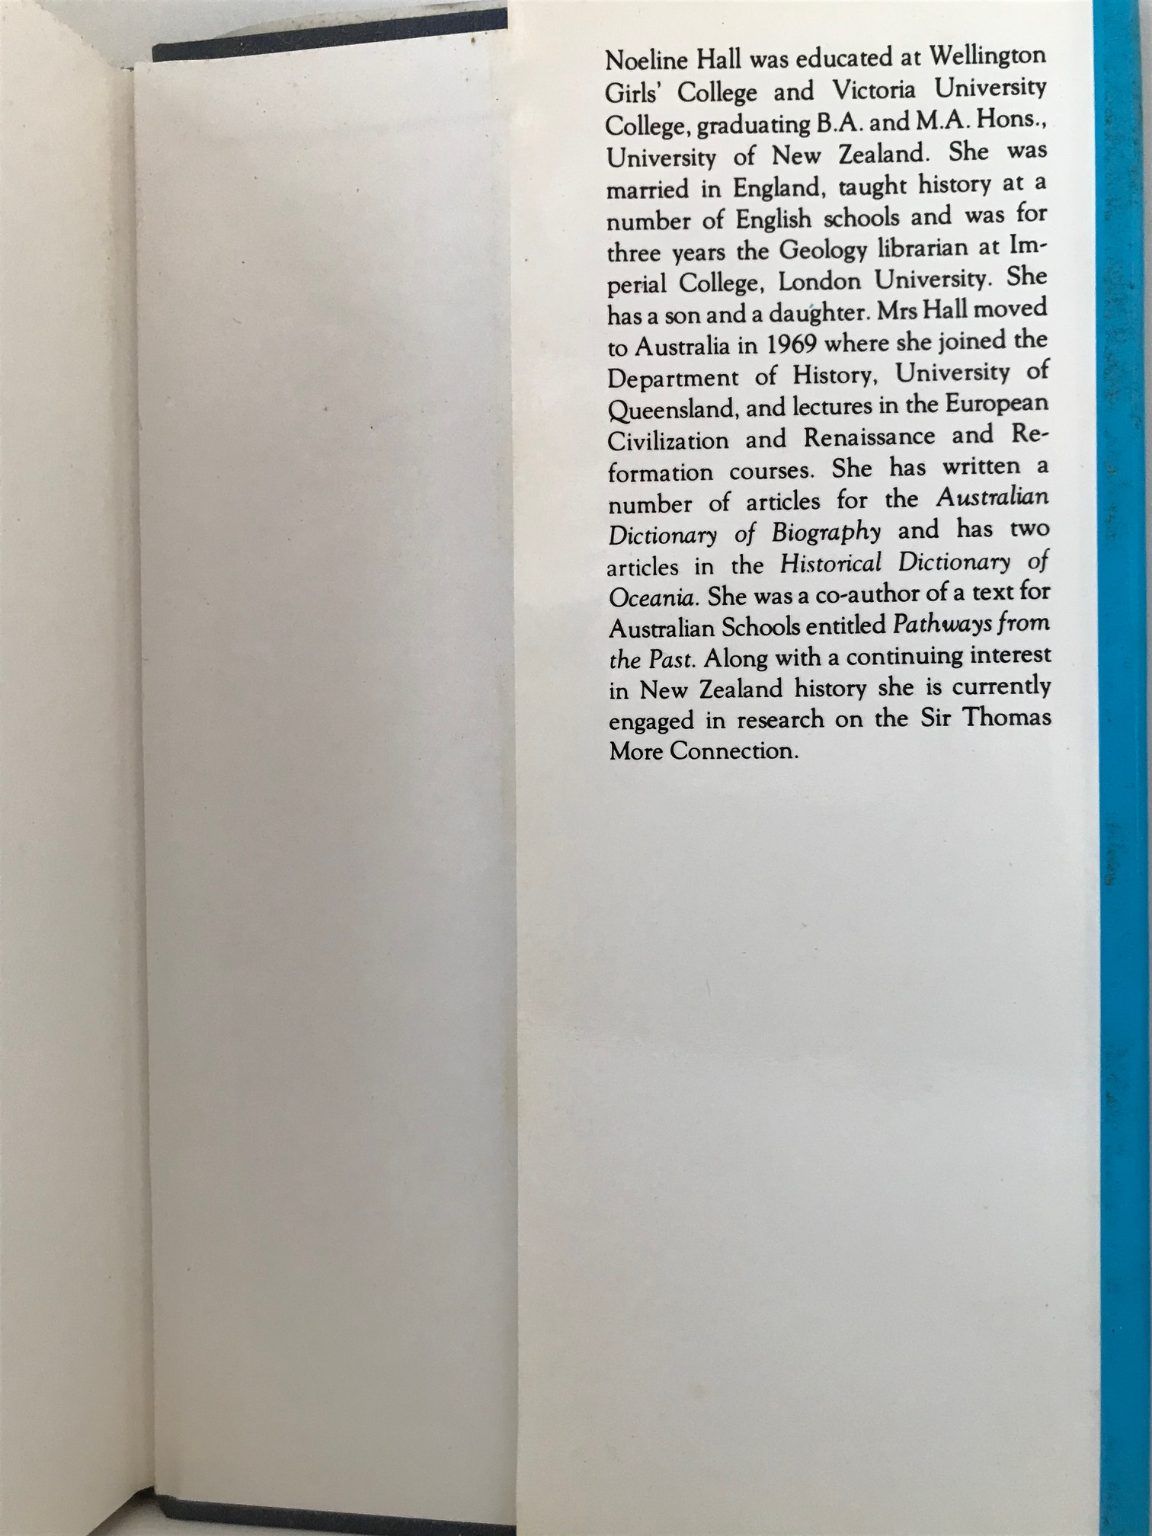 Noeline Hall was educated at Wellington
Girls' College and Victoria University
College, graduating B.A. and M.A. Hons.,
University of New Zealand. She was
married in England, taught history at a
number of English schools and was for
three years the Geology librarian at Im-
perial College, London University. She
has a son and a daughter. Mrs Hall moved
to Australia in 1969 where she joined the
Department of History, University of
Queensland, and lectures in the European
Civilization and Renaissance and Re-
formation courses. She has written a
number of articles for the Australian
Dictionary of Biography and has two
articles in the Historical Dictionary of
Oceania. She was a co-author of a text for
Australian Schools entitled Pathways from
the Past. Along with a continuing interest
in New Zealand history she is currently
engaged in research on the Sir Thomas
More Connection.